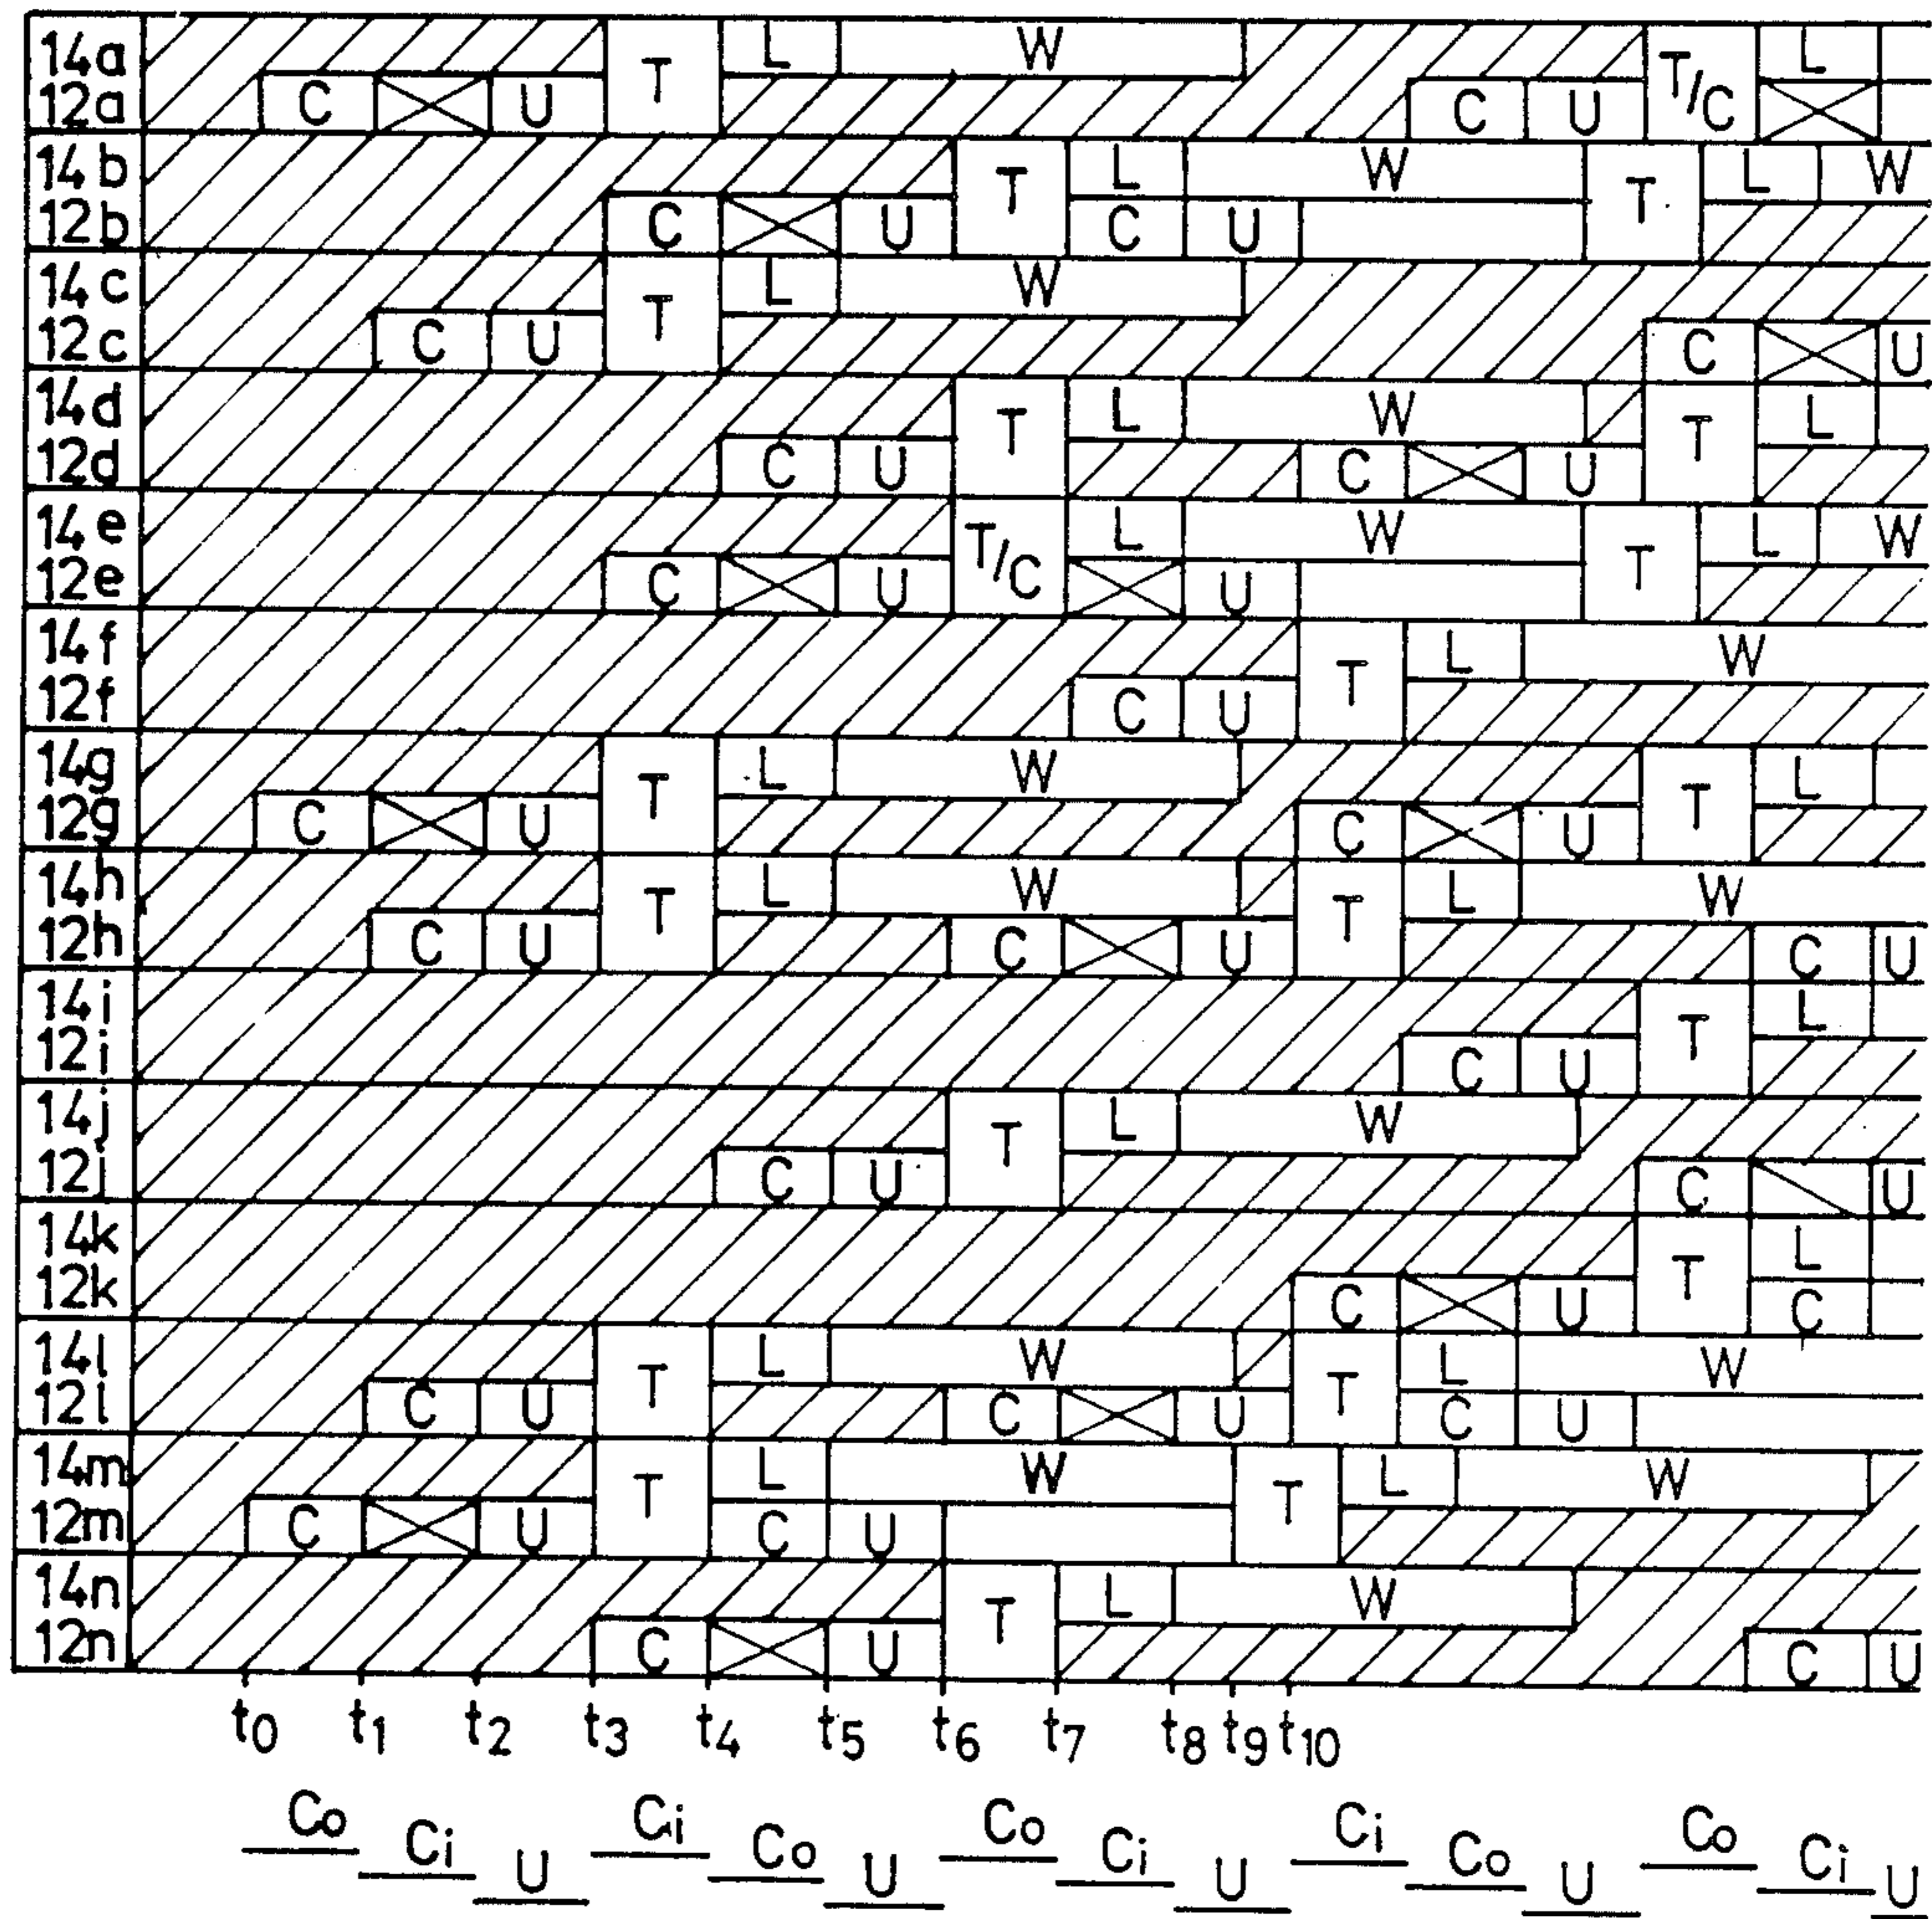 14a T L W T/C L
12a C U C U
14b T L W T L W
12b C U C U
14c T L W
12c C U C U
14d T L W T L
12d C U C U
14e T/C L W T L W
12e C U U
14f T L W
12f C U
14g T L W T L
12g C U C U
14h T L W T L W
12h C U C U C U
14i T L
12i C U
14j T L W
12j C U C U
14k T L
12k C U C
14l T L W T L W
12l C U C U C U
14m T L W T L W
12m C U C U
14n T L W
12n C U C U
t0 t1 t2 t3 t4 t5 t6 t7 t8 t9 t10
Co Ci U Ci Co U Co Ci U Ci Co U Co Ci U